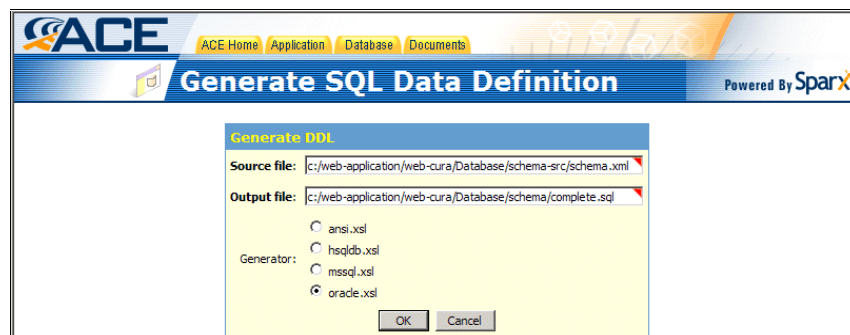 ACE
ACE Home Application Database Documents
Generate SQL Data Definition
Powered By Sparx
Generate DDL
Source file: c:/web-application/web-cura/Database/schema-src/schema.xml
Output file: c:/web-application/web-cura/Database/schema/complete.sql
Generator:
ansi.xsl
hsqldb.xsl
mssql.xsl
oracle.xsl
OK Cancel